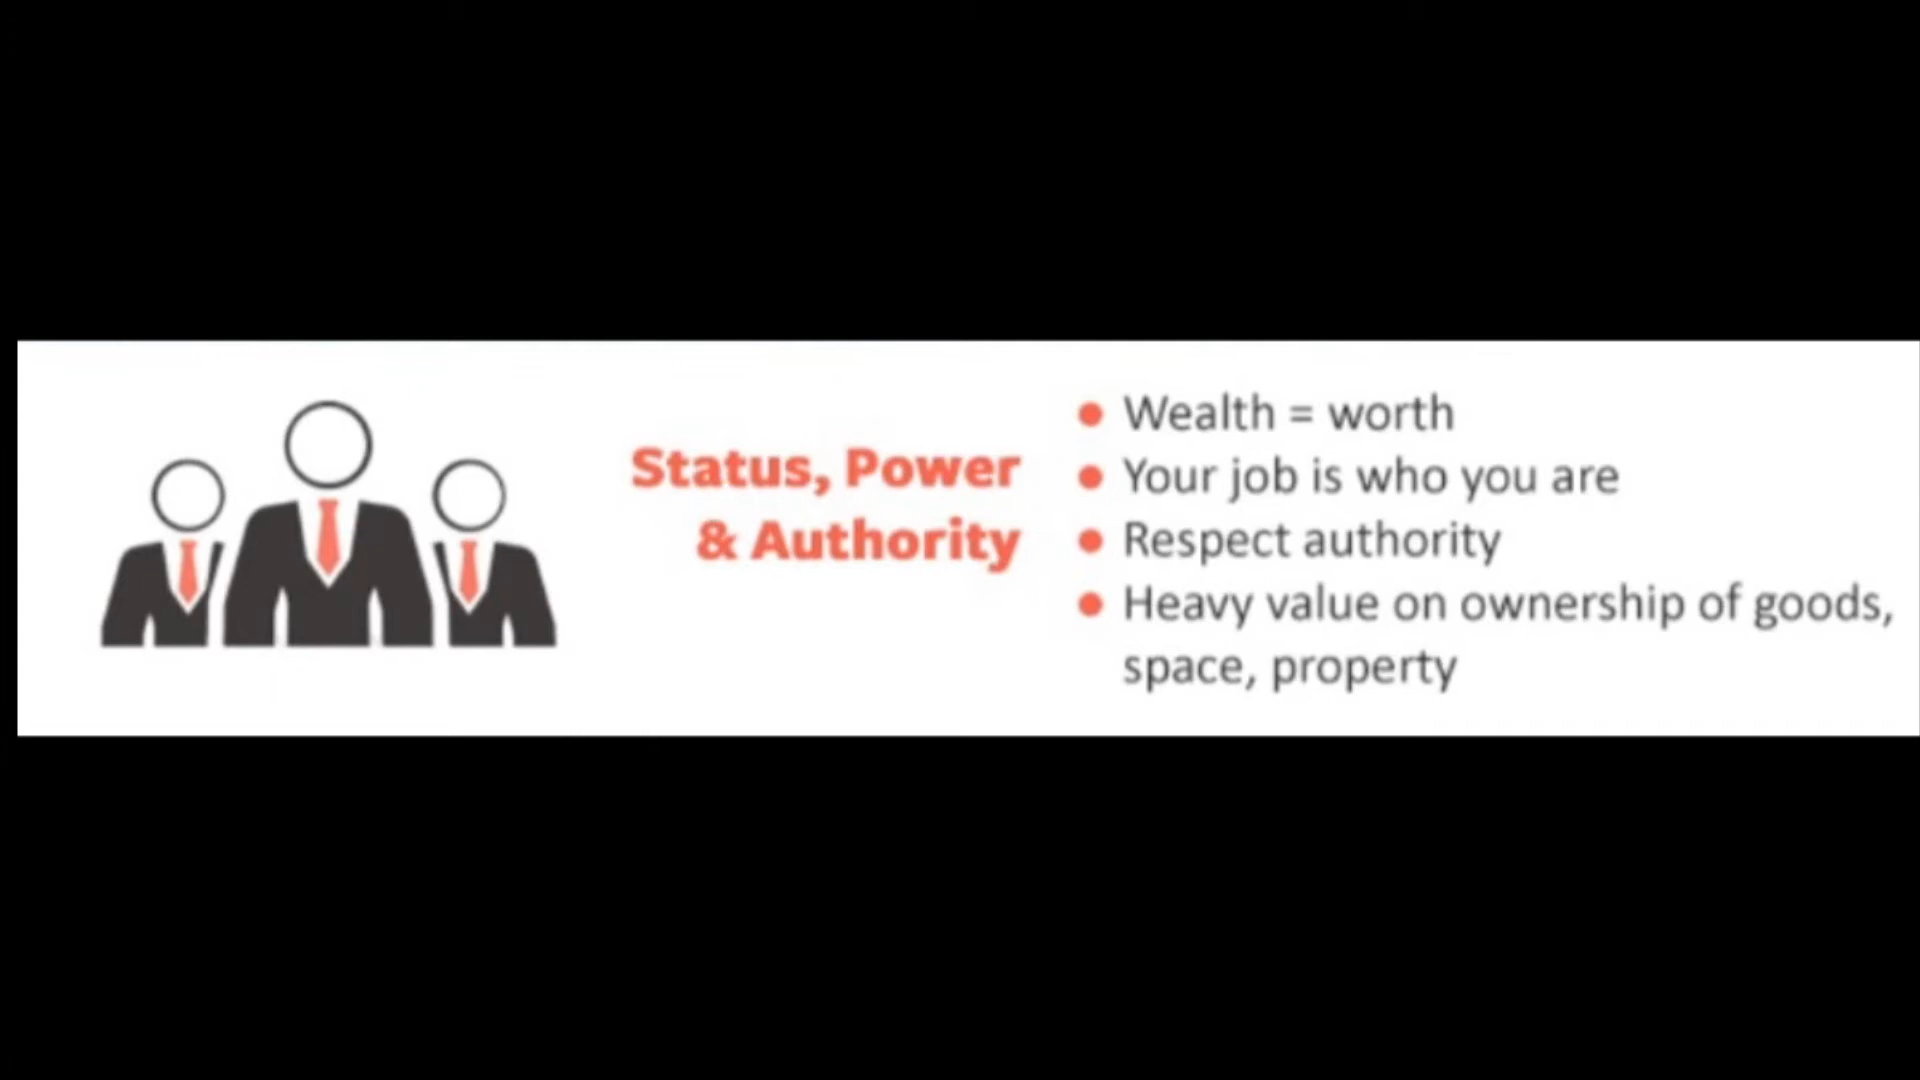 Status, Power
& Authority
Wealth = worth
Your job is who you are
Respect authority
Heavy value on ownership of goods,
space, property